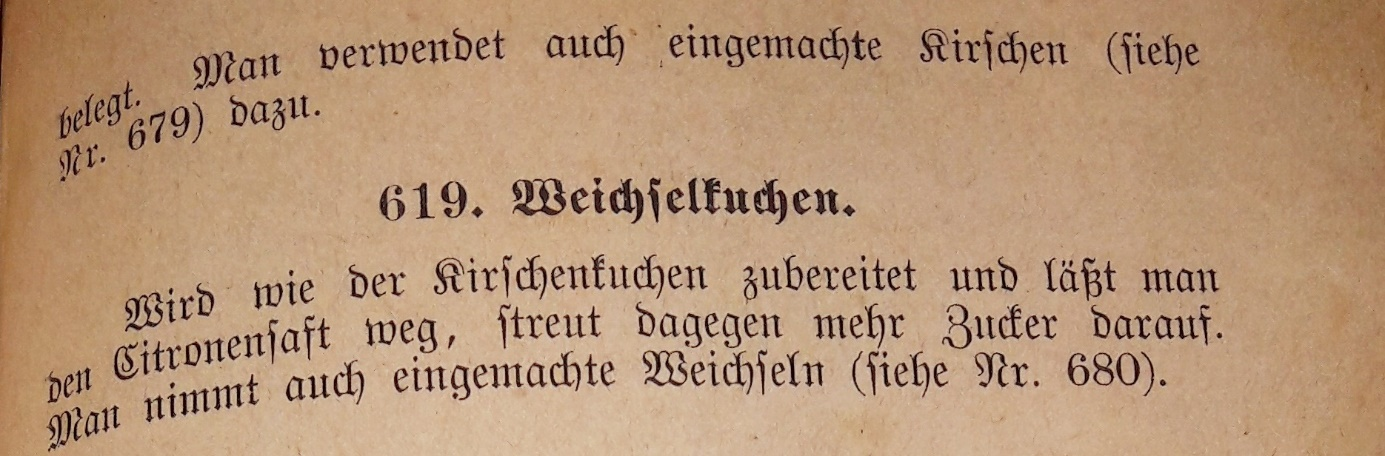 belegt. Man verwendet auch eingemachte Kirſchen (ſiehe
Nr. 679) dazu.
619. Weichſelkuchen.
Wird wie der Kirſchenkuchen zubereitet und läßt man
den Citronenſaft weg, ſtreut dagegen mehr Zucker darauf.
Man nimmt auch eingemachte Weichſeln (ſiehe Nr. 680).